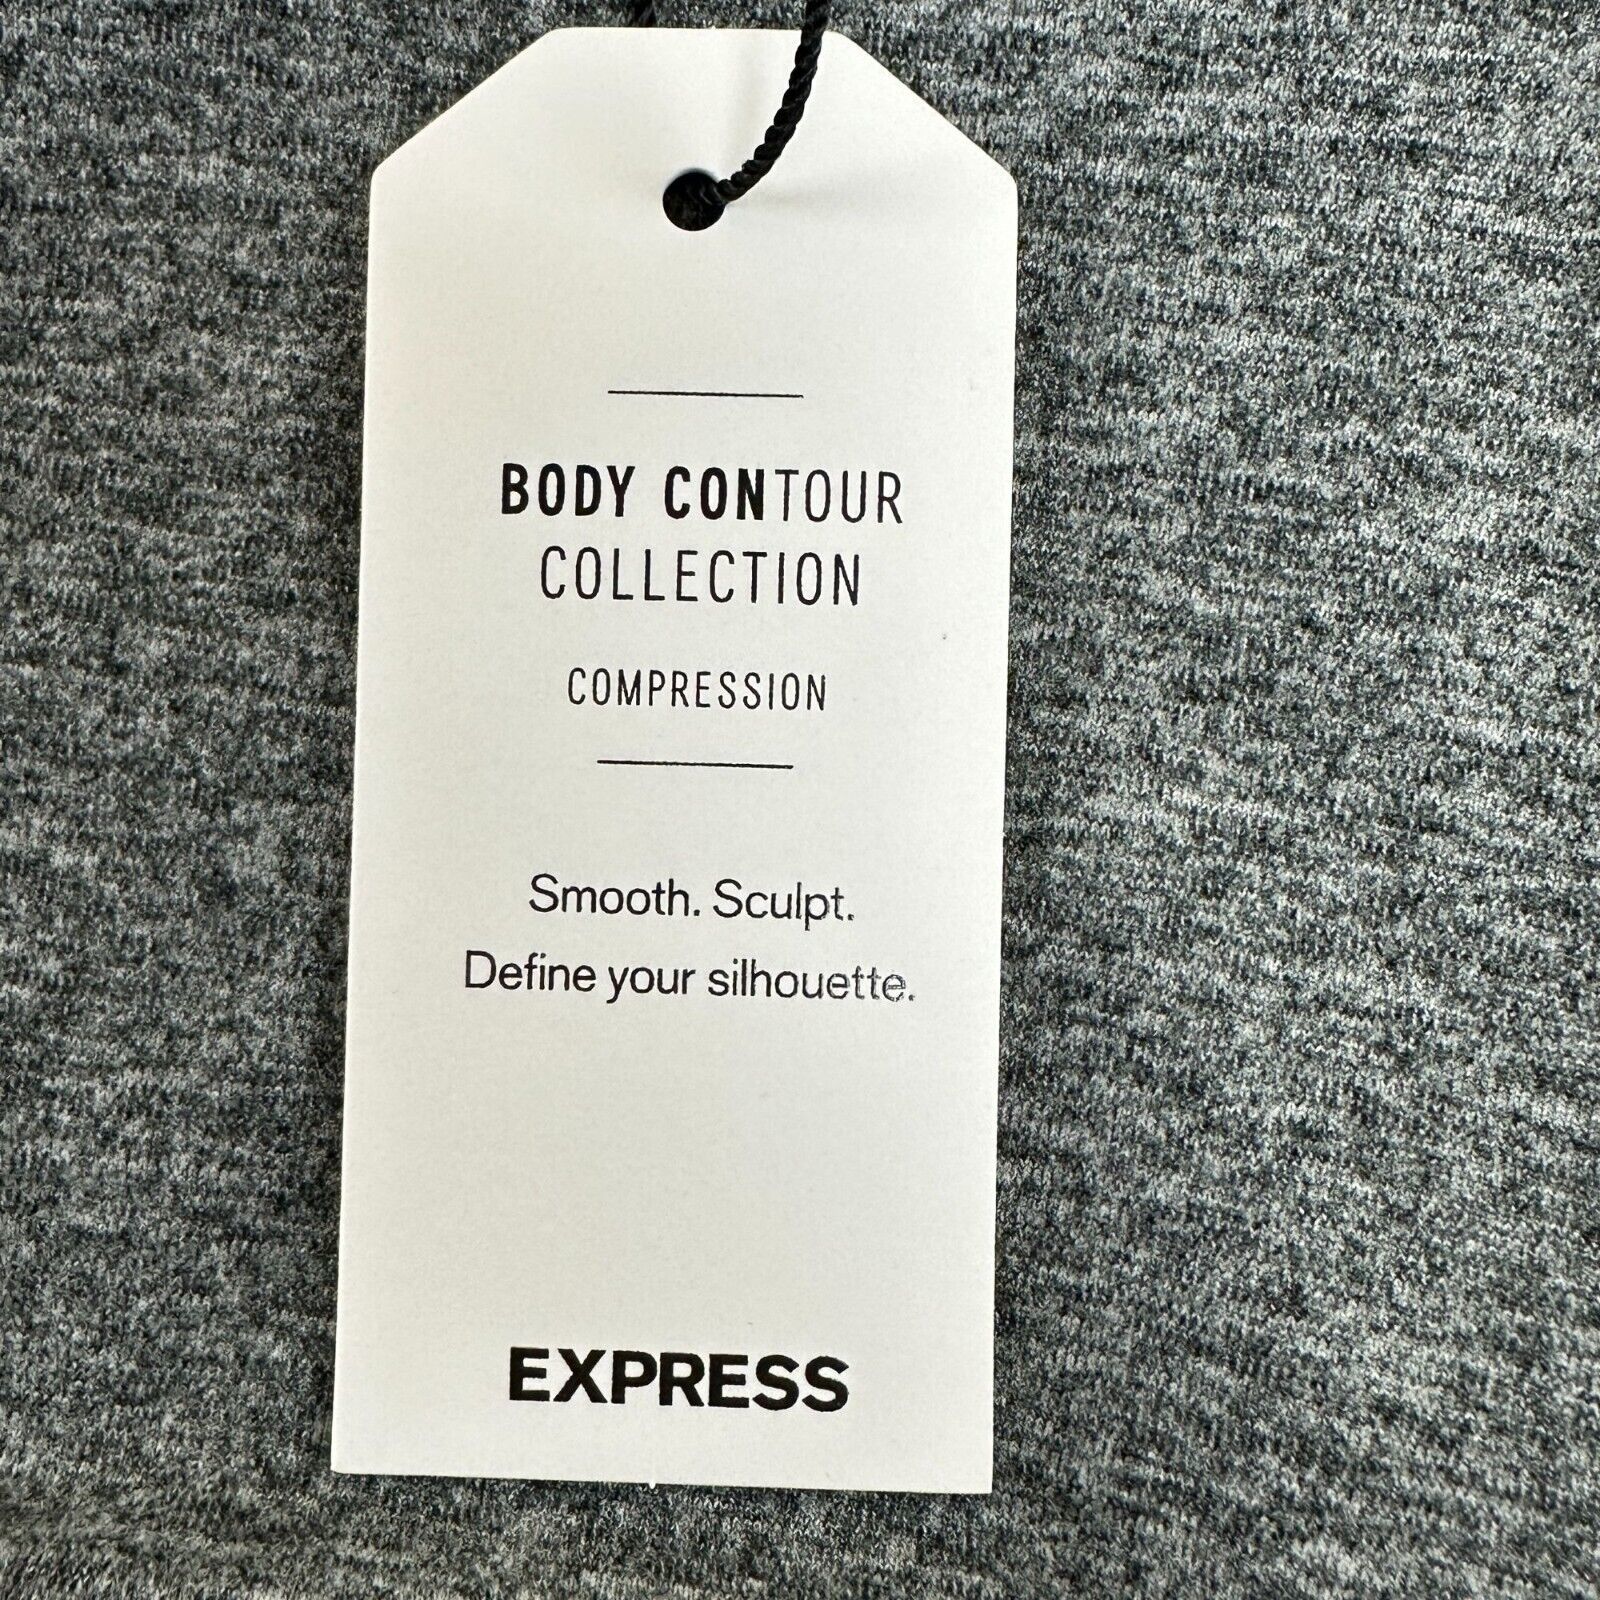 BODY CONTOUR
COLLECTION
COMPRESSION
Smooth. Sculpt.
Define your silhouette.
EXPRESS